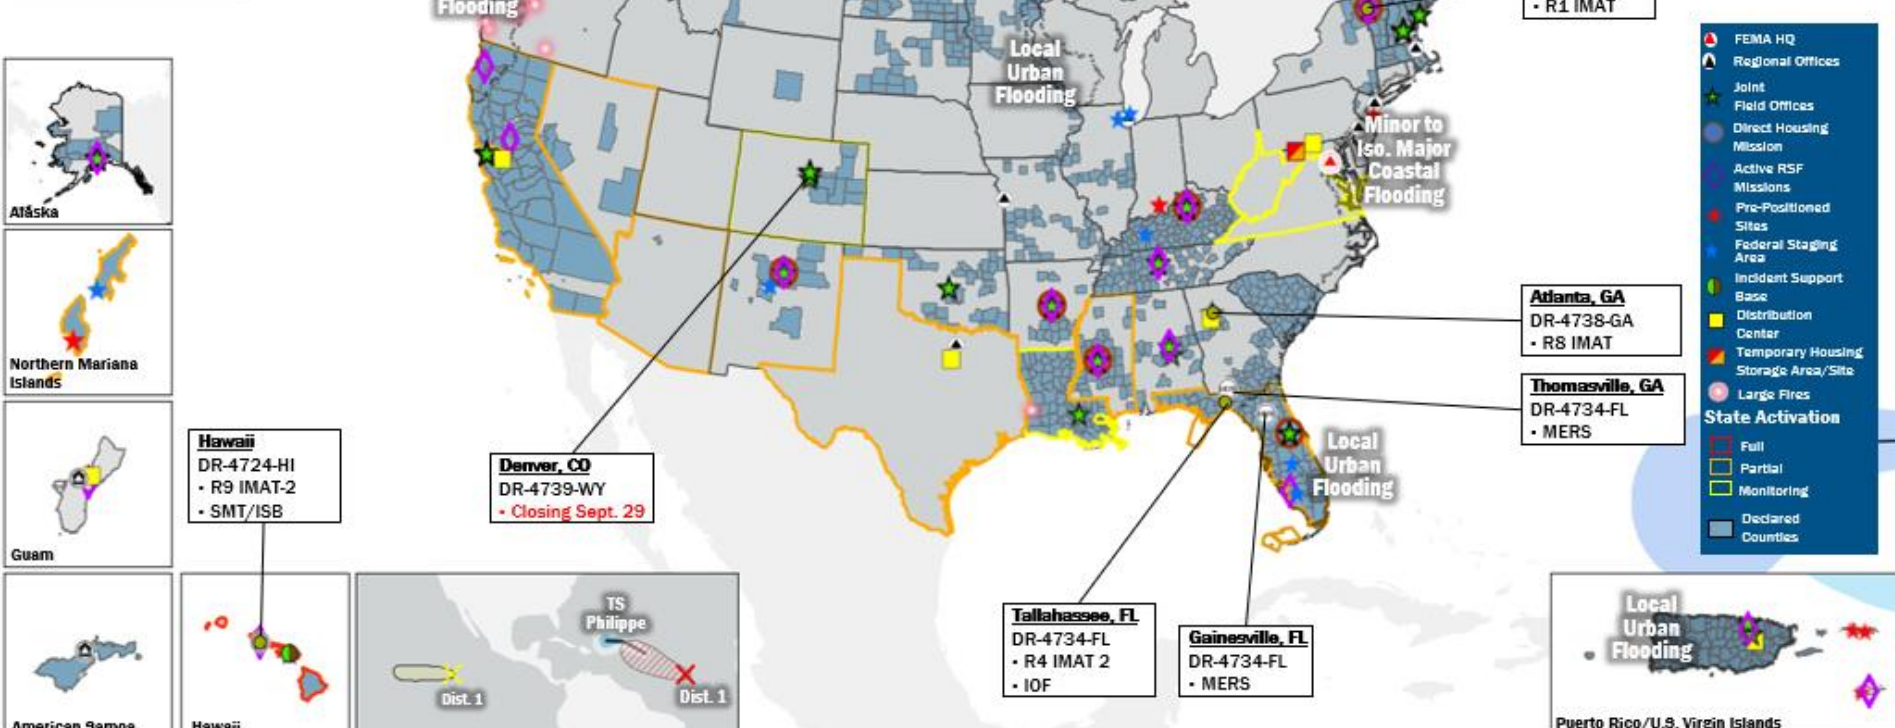 Flooding
• R1 IMAT
Local
Urban
Flooding
Minor to
Iso. Major
Coastal
Flooding
FEMA HQ
Regional Offices
Joint
Field Offices
Direct Housing
Mission
Active RSF
Missions
Pre-Positioned
Sites
Federal Staging
Area
Incident Support
Base
Distribution
Center
Temporary Housing
Storage Area/Site
Large Fires
State Activation
Full
Partial
Monitoring
Declared
Counties
Alaska
Northern Mariana
Islands
Guam
American Samoa
Hawaii
DR-4724-HI
• R9 IMAT-2
• SMT/ISB
Hawaii
Denver, CO
DR-4739-WY
• Closing Sept. 29
Atlanta, GA
DR-4738-GA
• R8 IMAT
Thomasville, GA
DR-4734-FL
• MERS
Local
Urban
Flooding
Tallahassee, FL
DR-4734-FL
• R4 IMAT 2
• IOF
Gainesville, FL
DR-4734-FL
• MERS
TS
Philippe
Dist. 1
Dist. 1
Local
Urban
Flooding
Puerto Rico/U.S. Virgin Islands